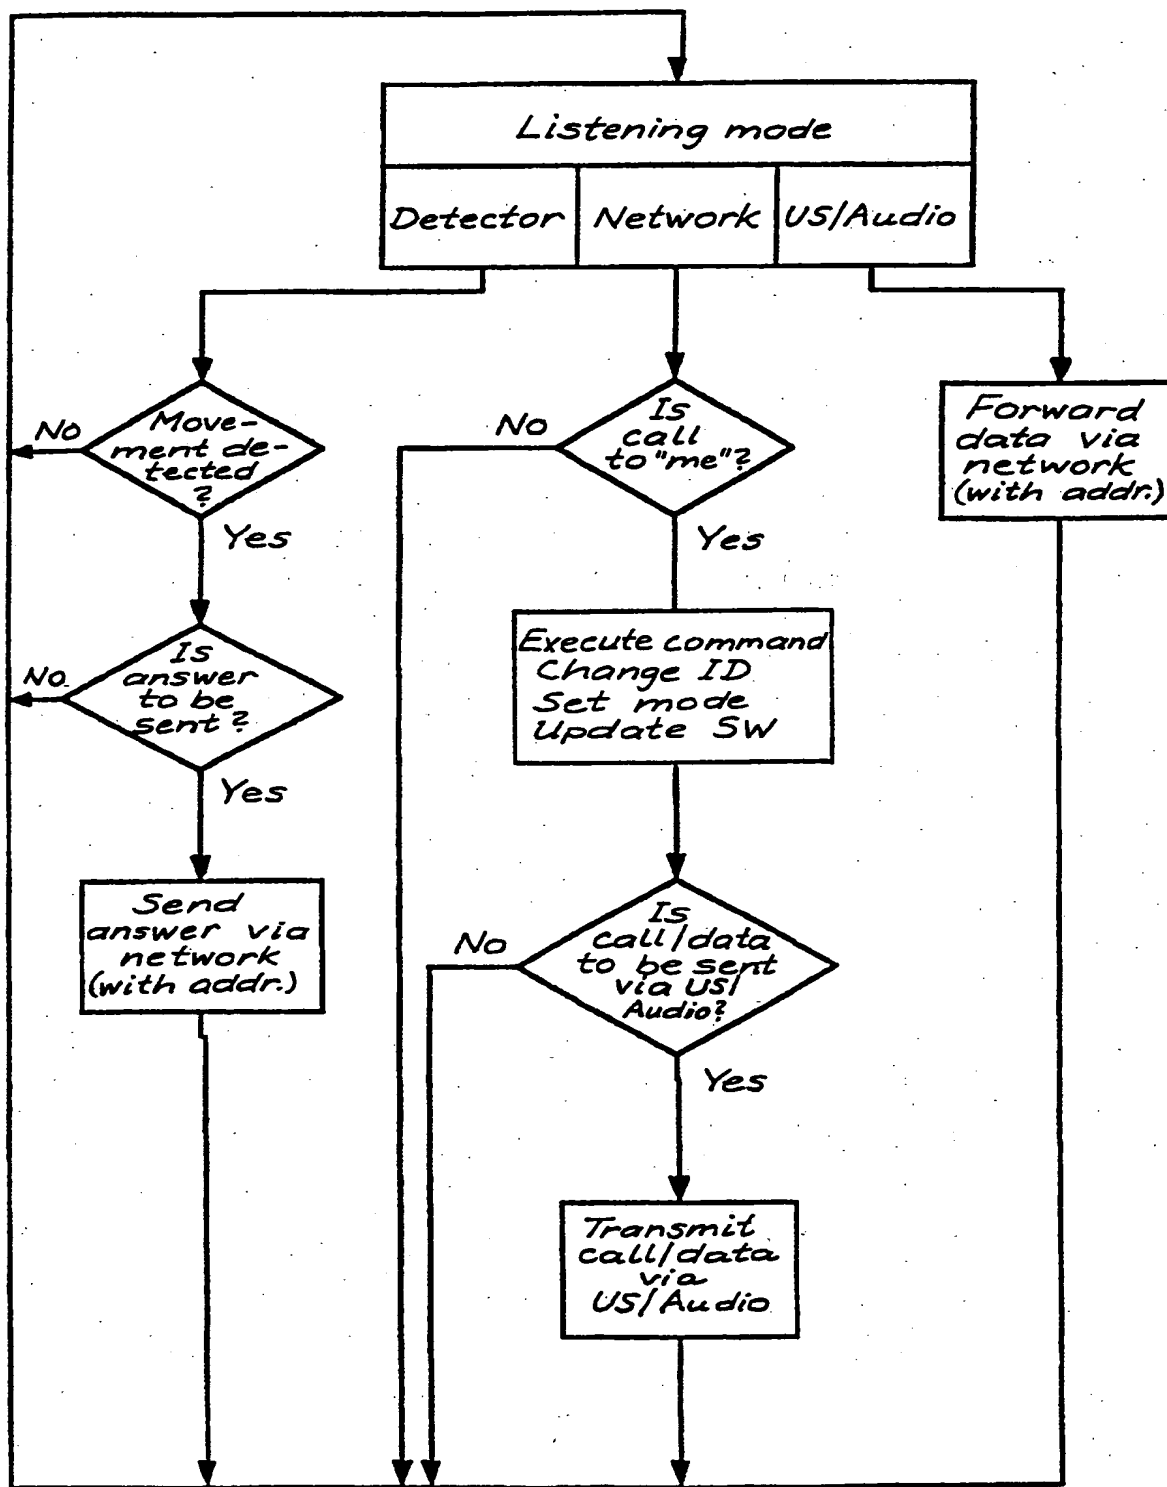 Listening mode
Detector
Network
US/Audio
No
Move-
ment de-
tected
?
Yes
No
Is
answer
to be
sent?
Yes
Send
answer via
network
(with addr.)
No
Is
call
to "me"?
Yes
Execute command
Change ID
Set mode
Update SW
No
Is
call/data
to be sent
via US/
Audio?
Yes
Transmit
call/data
via
US/Audio
Forward
data via
network
(with addr.)